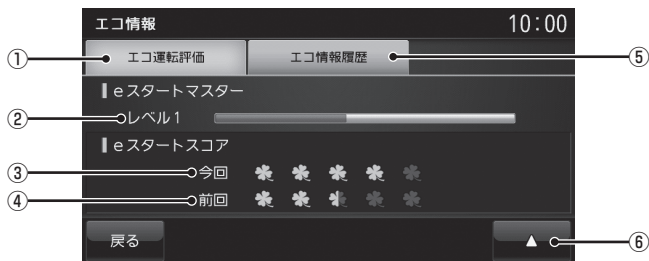 エコ情報 10:00
① エコ運転評価 エコ情報履歴 ⑤
eスタートマスター
② レベル1
eスタートスコア
③ 今回
④ 前回
戻る ▲ ⑥